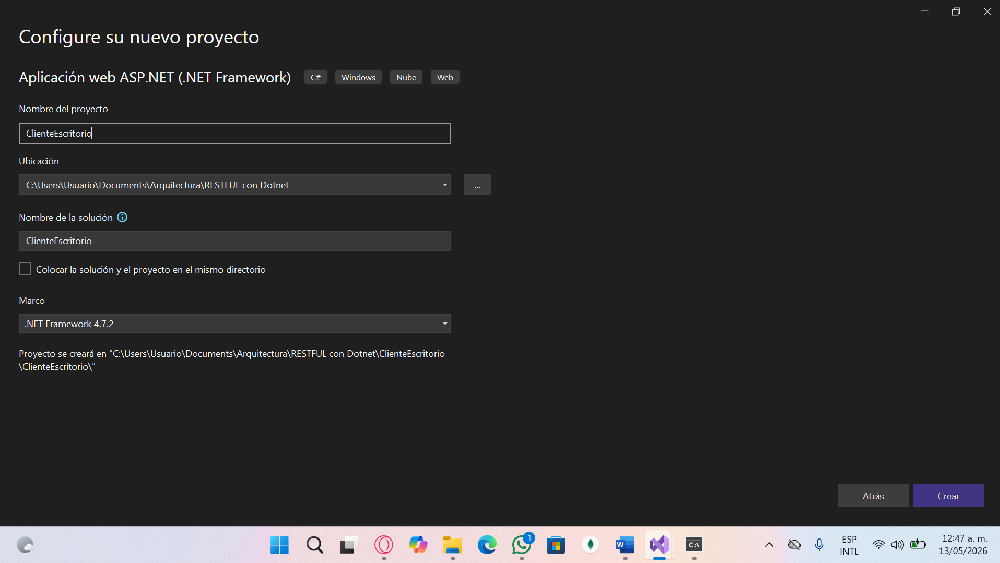 Configure su nuevo proyecto
Aplicación web ASP.NET (.NET Framework) C# Windows Nube Web
Nombre del proyecto
ClienteEscritorio
Ubicación
C:\Users\Usuario\Documents\Arquitectura\RESTFUL con Dotnet
...
Nombre de la solución
ClienteEscritorio
Colocar la solución y el proyecto en el mismo directorio
Marco
.NET Framework 4.7.2
Proyecto se creará en "C:\Users\Usuario\Documents\Arquitectura\RESTFUL con Dotnet\ClienteEscritorio
\ClienteEscritorio\"
Atrás
Crear
1
W
C:\
ESP
INTL
12:47 a. m.
13/05/2026